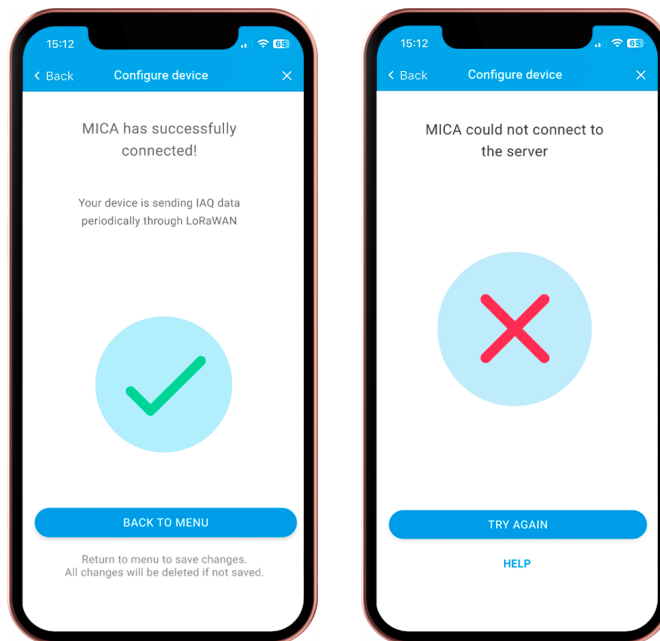 15:12
65
Back
Configure device
MICA has successfully
connected!
Your device is sending IAQ data
periodically through LoRaWAN
BACK TO MENU
Return to menu to save changes.
All changes will be deleted if not saved.
15:12
65
Back
Configure device
MICA could not connect to
the server
TRY AGAIN
HELP